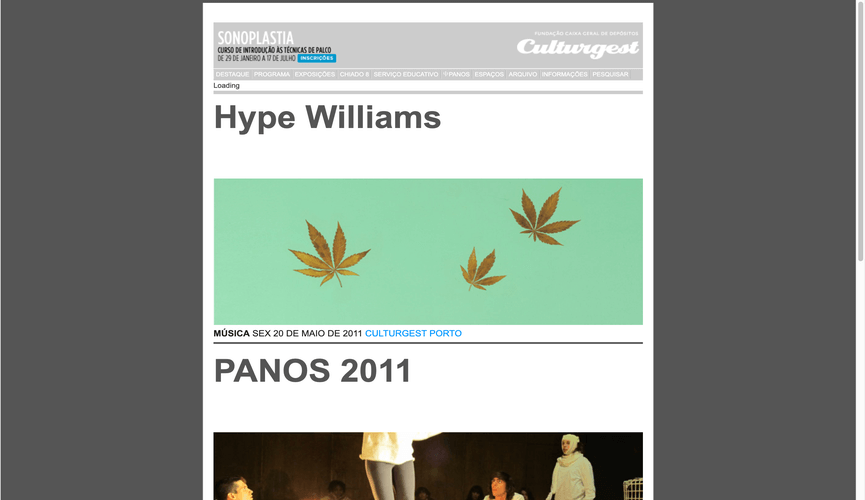 SONOPLASTIA
CURSO DE INTRODUÇÃO ÀS TÉCNICAS DE PALCO
DE 29 DE JANEIRO A 17 DE JULHO INSCRIÇÕES
FUNDAÇÃO CAIXA GERAL DE DEPÓSITOS
Culturgest
DESTAQUE PROGRAMA EXPOSIÇÕES CHIADO 8 SERVIÇO EDUCATIVO PANOS ESPAÇOS ARQUIVO INFORMAÇÕES PESQUISAR
Loading
Hype Williams
MÚSICA SEX 20 DE MAIO DE 2011 CULTURGEST PORTO
PANOS 2011